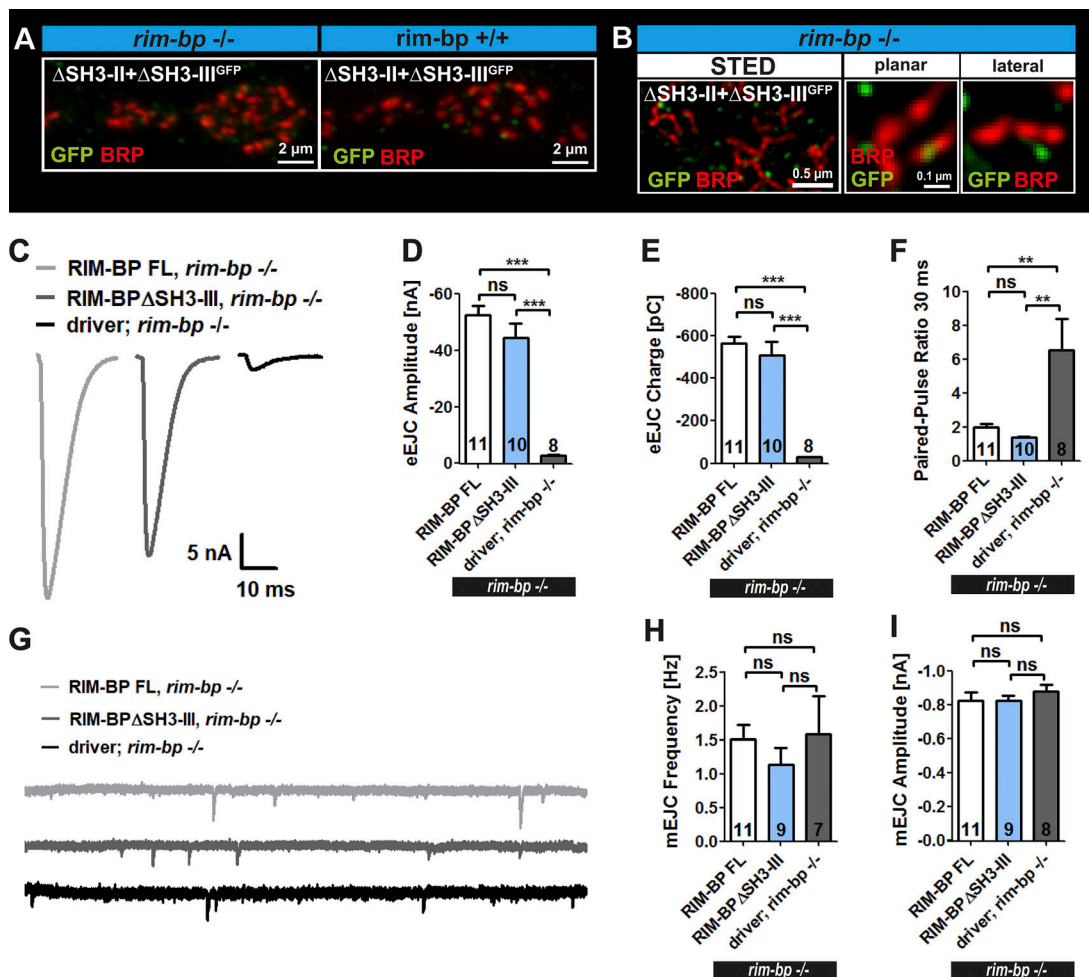 A
rim-bp -/-
rim-bp +/+
ΔSH3-II+ΔSH3-III^GFP
ΔSH3-II+ΔSH3-III^GFP
GFP BRP
2 µm
GFP BRP
2 µm
B
rim-bp -/-
STED
planar
lateral
ΔSH3-II+ΔSH3-III^GFP
GFP BRP
0.5 µm
BRP
GFP
0.1 µm
GFP BRP
C
RIM-BP FL, rim-bp -/-
RIM-BPΔSH3-III, rim-bp -/-
driver; rim-bp -/-
5 nA
10 ms
D
eEJC Amplitude [nA]
-60
-40
-20
0
***
ns
***
11
10
8
RIM-BP FL
RIM-BPΔSH3-III
driver; rim-bp -/-
rim-bp -/-
E
eEJC Charge [pC]
-800
-600
-400
-200
0
***
ns
***
11
10
8
RIM-BP FL
RIM-BPΔSH3-III
driver; rim-bp -/-
rim-bp -/-
F
Paired-Pulse Ratio 30 ms
10
8
6
4
2
0
**
ns
**
11
10
8
RIM-BP FL
RIM-BPΔSH3-III
driver; rim-bp -/-
rim-bp -/-
G
RIM-BP FL, rim-bp -/-
RIM-BPΔSH3-III, rim-bp -/-
driver; rim-bp -/-
H
mEJC Frequency [Hz]
2.5
2.0
1.5
1.0
0.5
0.0
ns
ns
ns
11
9
7
RIM-BP FL
RIM-BPΔSH3-III
driver; rim-bp -/-
rim-bp -/-
I
mEJC Amplitude [nA]
-1.0
-0.8
-0.6
-0.4
-0.2
-0.0
ns
ns
ns
11
9
8
RIM-BP FL
RIM-BPΔSH3-III
driver; rim-bp -/-
rim-bp -/-